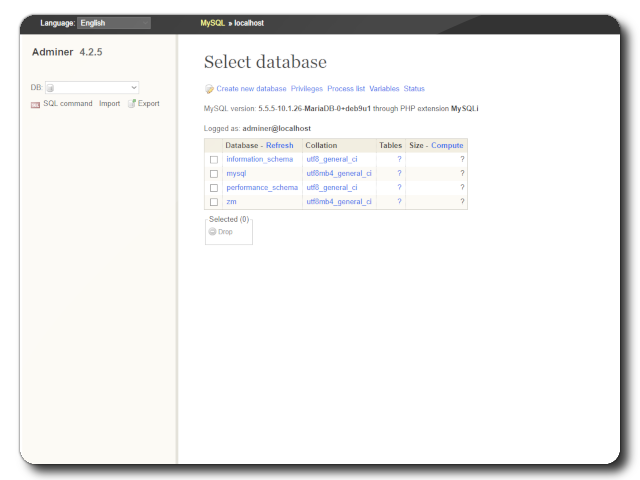 Language: English
MySQL » localhost
Adminer 4.2.5
Select database
DB:
SQL command Import Export
Create new database Privileges Process list Variables Status
MySQL version: 5.5.5-10.1.26-MariaDB-0+deb9u1 through PHP extension MySQLi
Logged as: adminer@localhost
Database - Refresh Collation Tables Size - Compute
information_schema utf8_general_ci ? ?
mysql utf8mb4_general_ci ? ?
performance_schema utf8_general_ci ? ?
zm utf8mb4_general_ci ? ?
Selected (0)
Drop